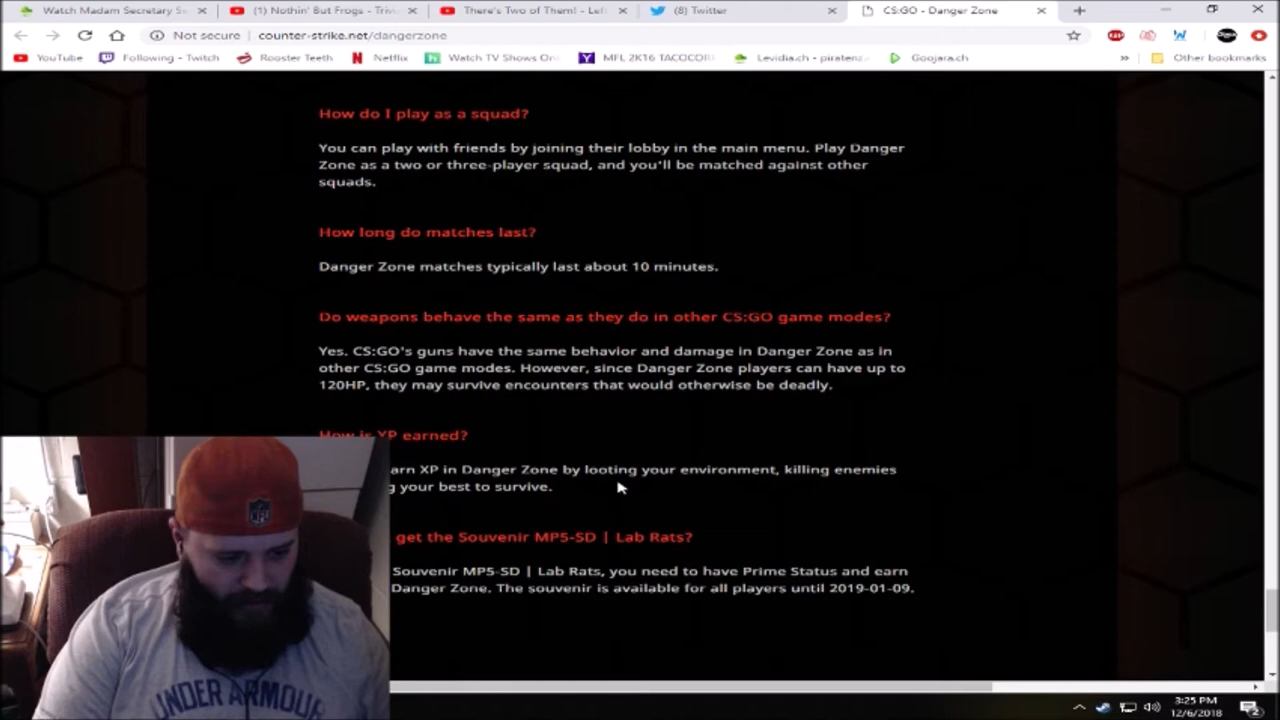 Watch Madam Secretary Se
(1) Nothin' But Frogs - Triv
There's Two of Them! - Left
(8) Twitter
CS:GO - Danger Zone
Not secure | counter-strike.net/dangerzone
YouTube
Following - Twitch
Rooster Teeth
Netflix
Watch TV Shows On
MFL 2K16 TACOCORU
Levidia.ch - piratenz
Goojara.ch
»
Other bookmarks
How do I play as a squad?
You can play with friends by joining their lobby in the main menu. Play Danger
Zone as a two or three-player squad, and you'll be matched against other
squads.
How long do matches last?
Danger Zone matches typically last about 10 minutes.
Do weapons behave the same as they do in other CS:GO game modes?
Yes. CS:GO's guns have the same behavior and damage in Danger Zone as in
other CS:GO game modes. However, since Danger Zone players can have up to
120HP, they may survive encounters that would otherwise be deadly.
How is XP earned?
arn XP in Danger Zone by looting your environment, killing enemies
g your best to survive.
get the Souvenir MP5-SD | Lab Rats?
Souvenir MP5-SD | Lab Rats, you need to have Prime Status and earn
Danger Zone. The souvenir is available for all players until 2019-01-09.
NFL
UNDER ARMOUR
3:25 PM
12/6/2018
2